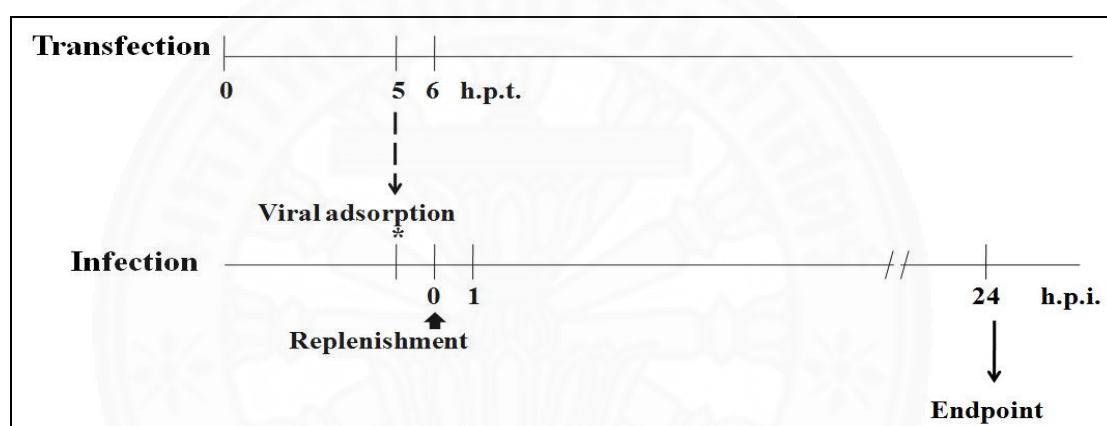 Transfection
0 5 6 h.p.t.
Viral adsorption
*
Infection
0 1 24 h.p.i.
Replenishment
Endpoint